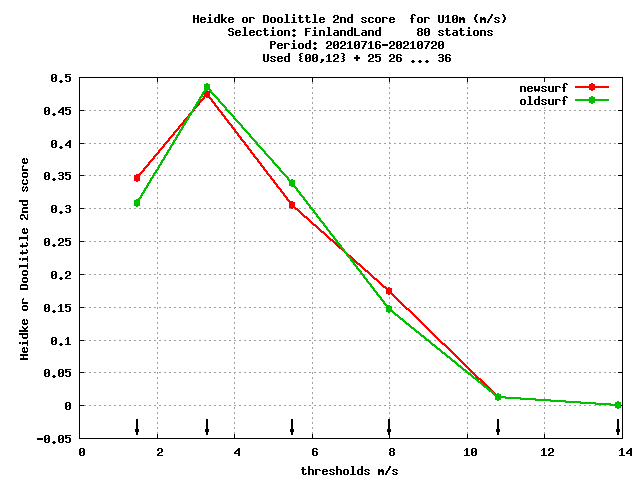 Heidke or Doolittle 2nd score  for U10m (m/s)
Selection: FinlandLand     80 stations
Period: 20210716-20210720
Used {00,12} + 25 26 ... 36
newsurf
oldsurf
0.5
0.45
0.4
0.35
0.3
0.25
0.2
0.15
0.1
0.05
0
-0.05
Heidke or Doolittle 2nd score
0 2 4 6 8 10 12 14
thresholds m/s